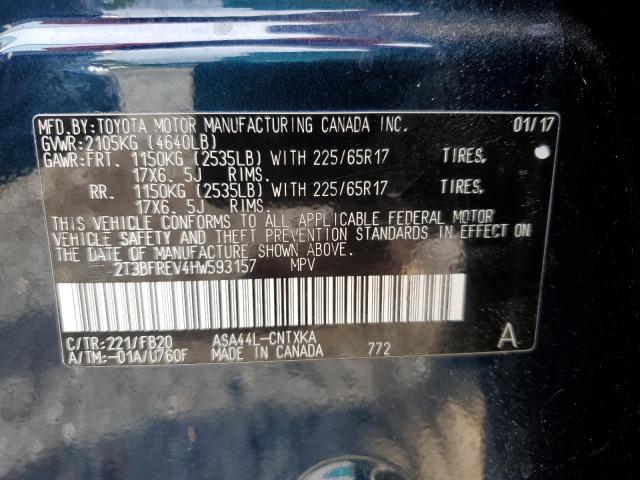 MFD.BY:TOYOTA MOTOR MANUFACTURING CANADA INC. 01/17
GVWR:2105KG (4640LB)
GAWR:FRT. 1150KG (2535LB) WITH 225/65R17 TIRES,
17X6. 5J RIMS.
RR. 1150KG (2535LB) WITH 225/65R17 TIRES,
17X6. 5J RIMS.
THIS VEHICLE CONFORMS TO ALL APPLICABLE FEDERAL MOTOR
VEHICLE SAFETY AND THEFT PREVENTION STANDARDS IN EFFECT ON
THE DATE OF MANUFACTURE SHOWN ABOVE.
2T3BFREV4HW593157 MPV
C/TR:221/FB20 ASA44L-CNTXKA A
A/TM:-01A/U760F MADE IN CANADA 772